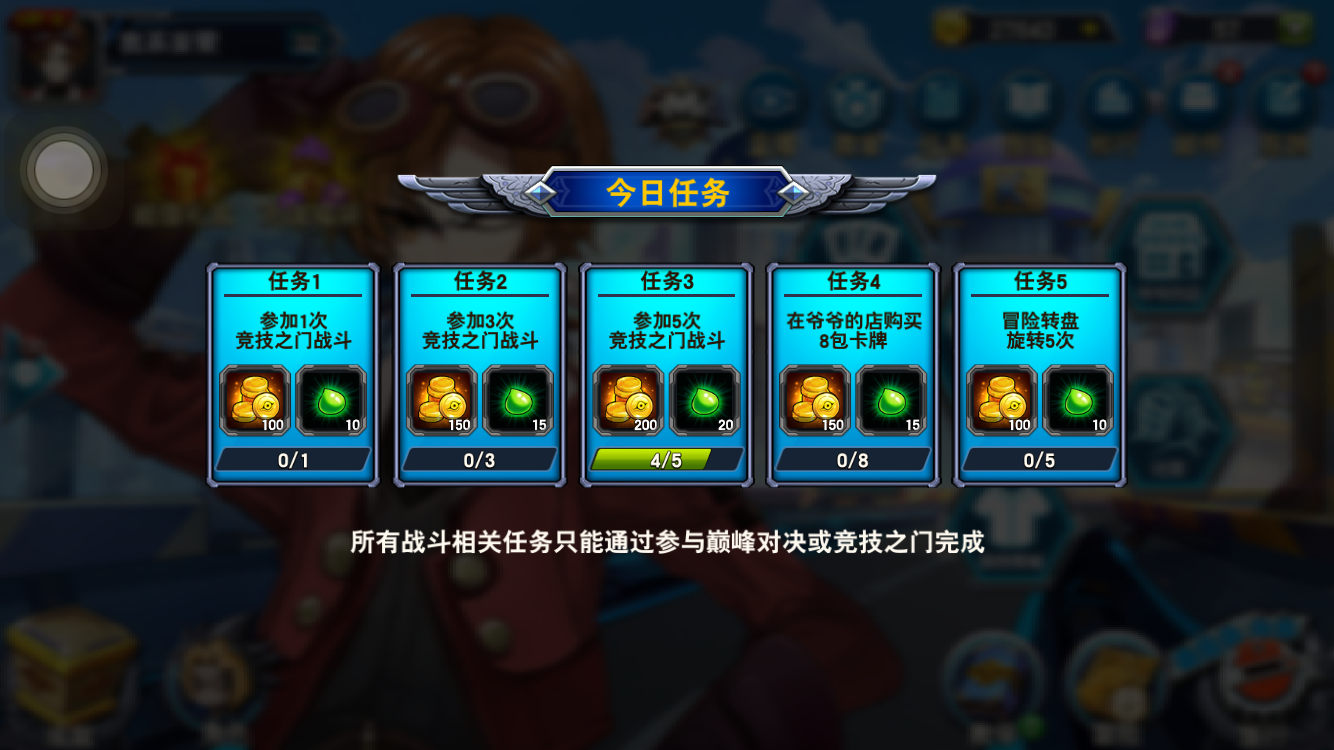 今日任务
任务1
参加1次
竞技之门战斗
100
10
0/1
任务2
参加3次
竞技之门战斗
150
15
0/3
任务3
参加5次
竞技之门战斗
200
20
4/5
任务4
在爷爷的店购买
8包卡牌
150
15
0/8
任务5
冒险转盘
旋转5次
100
10
0/5
所有战斗相关任务只能通过参与巅峰对决或竞技之门完成